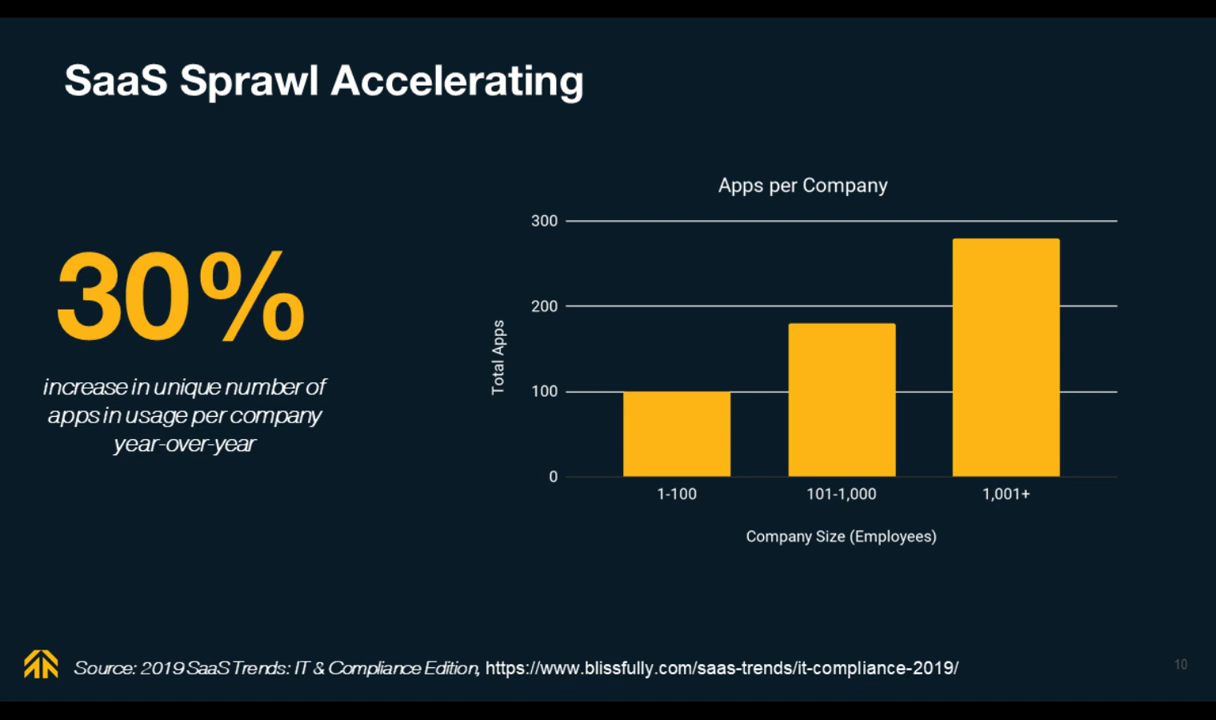 SaaS Sprawl Accelerating
30%
increase in unique number of
apps in usage per company
year-over-year
Apps per Company
Total Apps
300
200
100
0
1-100
101-1,000
1,001+
Company Size (Employees)
Source: 2019 SaaS Trends: IT & Compliance Edition, https://www.blissfully.com/saas-trends/it-compliance-2019/
10